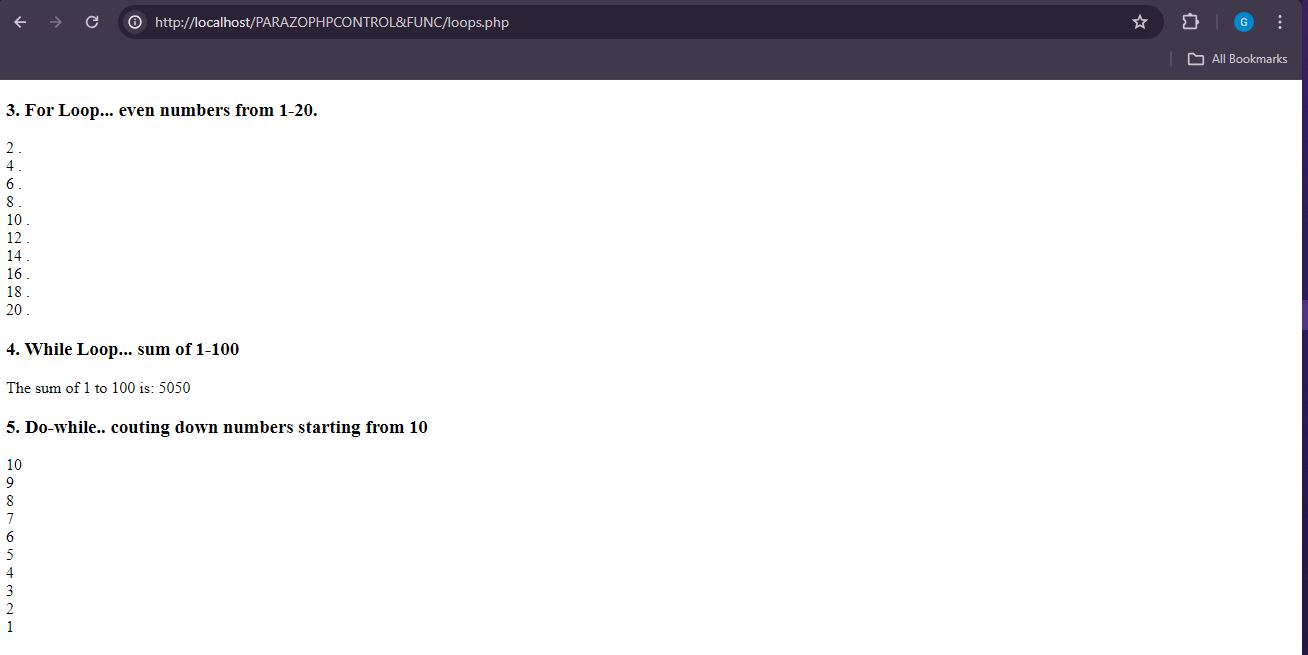 http://localhost/PARAZOPHPCONTROL&FUNC/loops.php
G
All Bookmarks
3. For Loop... even numbers from 1-20.
2 .
4 .
6 .
8 .
10 .
12 .
14 .
16 .
18 .
20 .
4. While Loop... sum of 1-100
The sum of 1 to 100 is: 5050
5. Do-while.. couting down numbers starting from 10
10
9
8
7
6
5
4
3
2
1